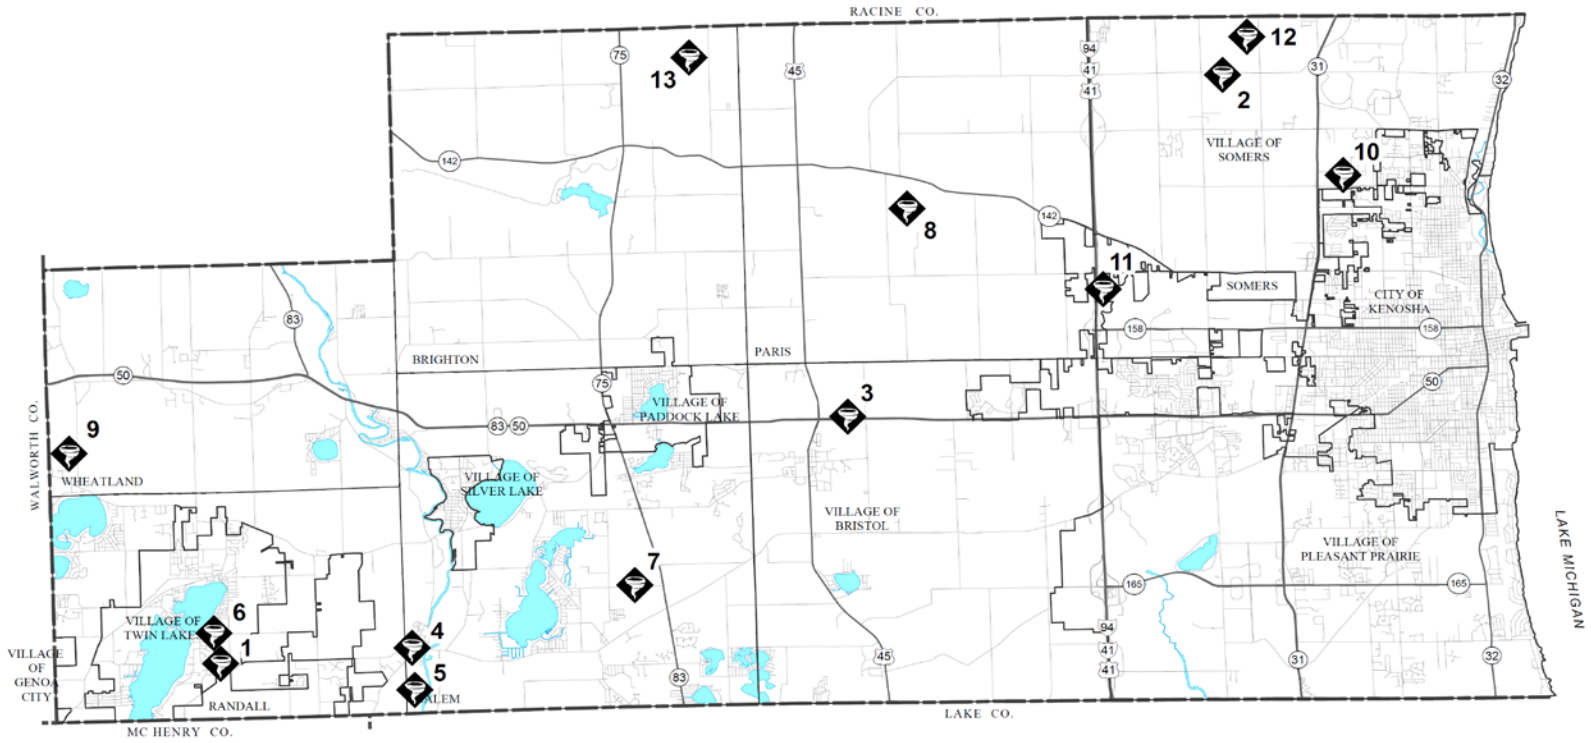 RACINE CO.
12
75
94
31
13
45
41
32
41
2
VILLAGE OF
SOMERS
10
142
8
142
11
SOMERS
CITY OF
KENOSHA
83
158
158
BRIGHTON
PARIS
50
75
50
3
VILLAGE OF
PADDOCK LAKE
WALWORTH CO.
83
50
9
WHEATLAND
VILLAGE OF
SILVER LAKE
VILLAGE OF
BRISTOL
LAKE MICHIGAN
VILLAGE OF
PLEASANT PRAIRIE
7
165
165
6
VILLAGE OF
TWIN LAKES
4
94
1
41
VILLAGE
OF
GENOA
CITY
45
31
32
5
41
83
ALEM
RANDALL
LAKE CO.
MC HENRY CO.